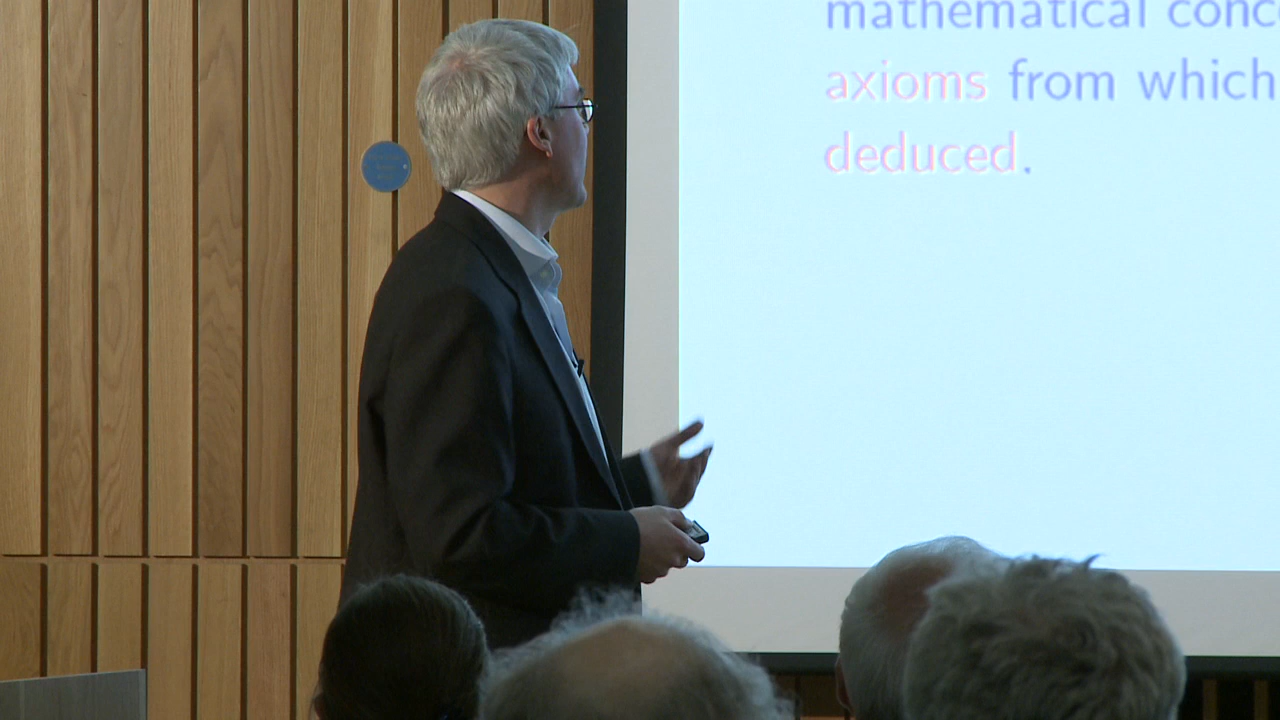 mathematical conc
axioms from which
deduced.